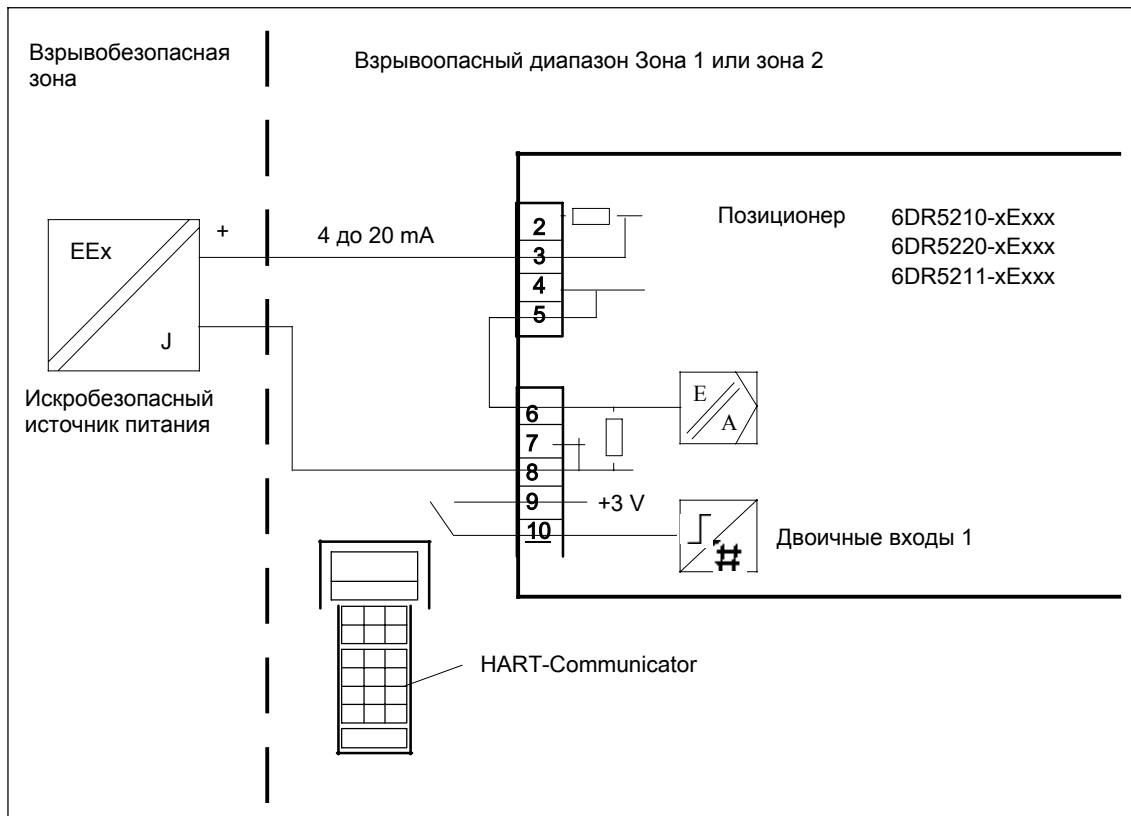 Взрывобезопасная
зона
Взрывоопасный диапазон Зона 1 или зона 2
Позиционер
6DR5210-xExxx
6DR5220-xExxx
6DR5211-xExxx
+
4 до 20 mA
EEx
J
Искробезопасный
источник питания
2
3
4
5
6
7
8
9
10
E
A
+3 V
Двоичные входы 1
HART-Communicator